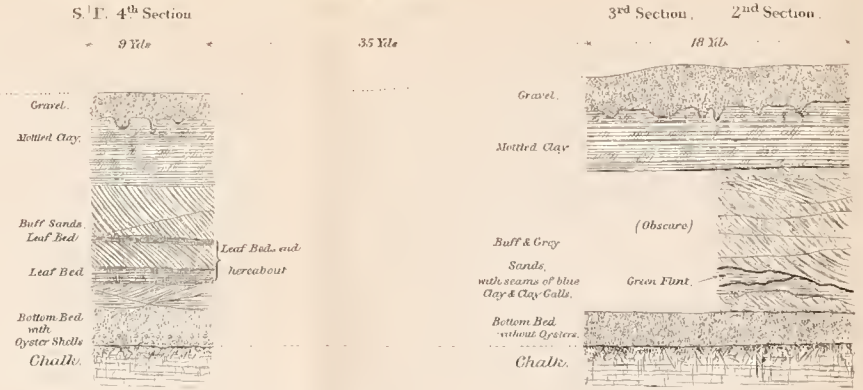 S.T. 4th Section
9 Yds
Gravel.
Mottled Clay.
Buff Sands.
Leaf Bed
Leaf Bed
Leaf Beds and
hereabout
Bottom Bed
with
Oyster Shells
Chalk.
35 Yds
3rd Section.
2nd Section.
18 Yds
Gravel.
Mottled Clay
(Obscure)
Buff & Grey
Sands,
with seams of blue
Clay & Clay Galls.
Green Flint.
Bottom Bed
without Oysters.
Chalk.